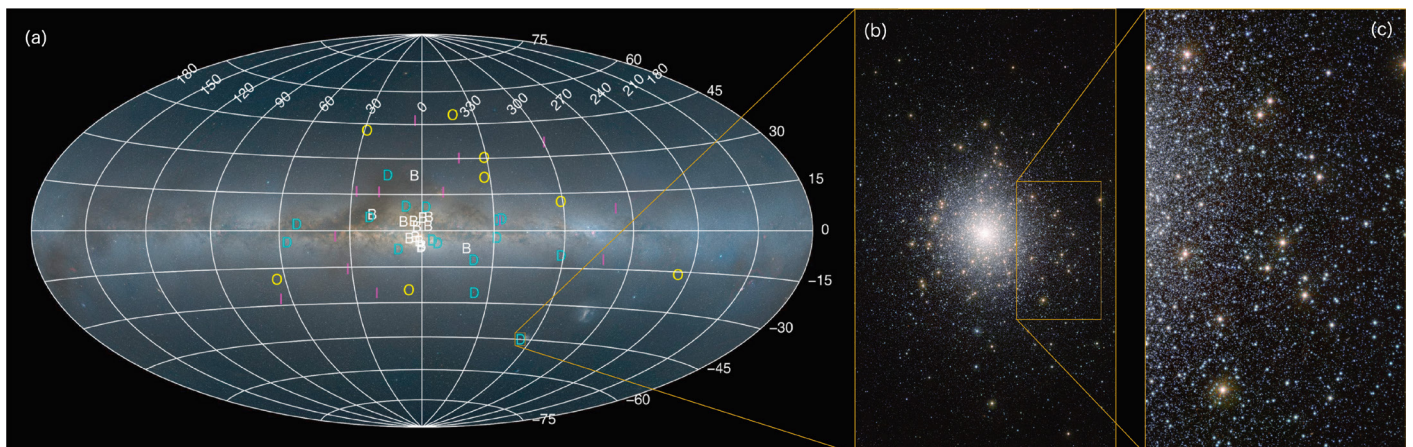 (a)
75
(b)
(c)
60
180 150 120 90 60 30 0 330 300 270 240 210 180
45
I O
O
30
I
I O
D B O
15
I I I
O
D D I
D B B B D
D B B B
0
I D B B D D D
D D B D
D I
I
O
O
-15
I O D
I
-30
D
-45
-60
-75